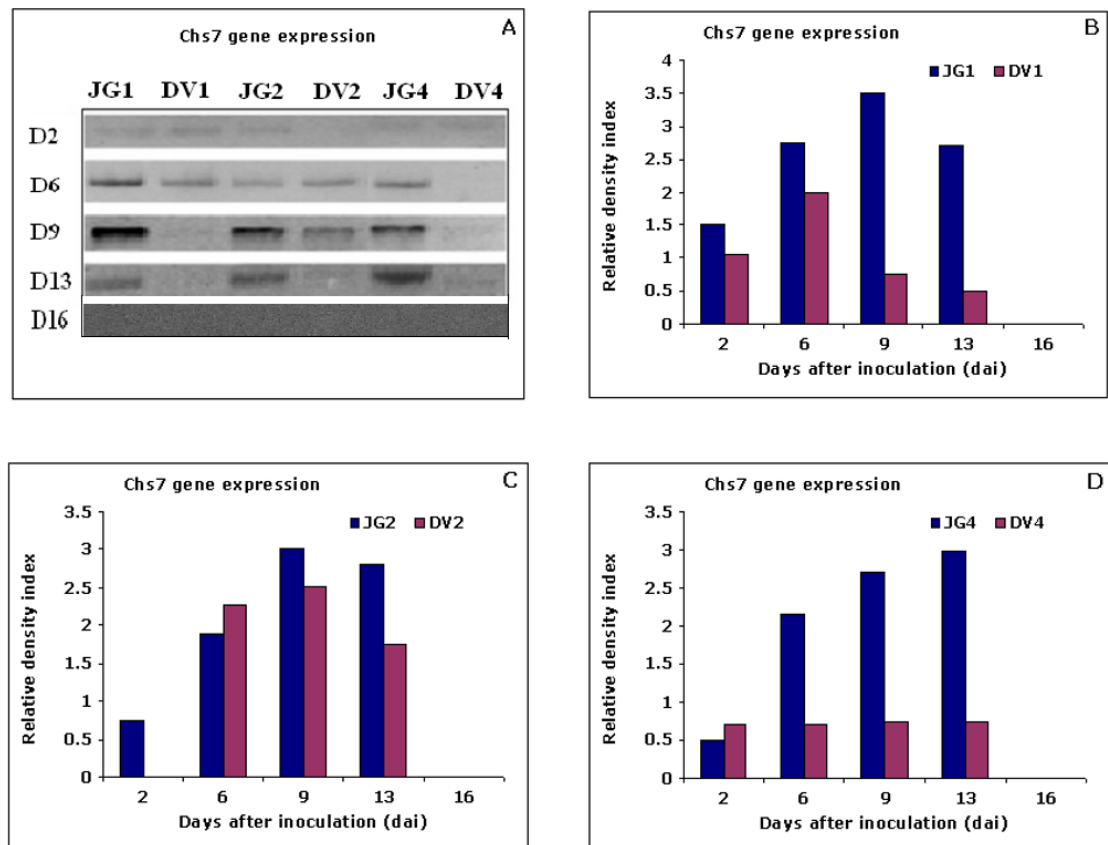 Chs7 gene expression
A
JG1 DV1 JG2 DV2 JG4 DV4
D2
D6
D9
D13
D16
Chs7 gene expression
B
JG1 DV1
Relative density index
4
3.5
3
2.5
2
1.5
1
0.5
0
2 6 9 13 16
Days after inoculation (dai)
Chs7 gene expression
C
JG2 DV2
Relative density index
3.5
3
2.5
2
1.5
1
0.5
0
2 6 9 13 16
Days after inoculation (dai)
Chs7 gene expression
D
JG4 DV4
Relative density index
3.5
3
2.5
2
1.5
1
0.5
0
2 6 9 13 16
Days after inoculation (dai)